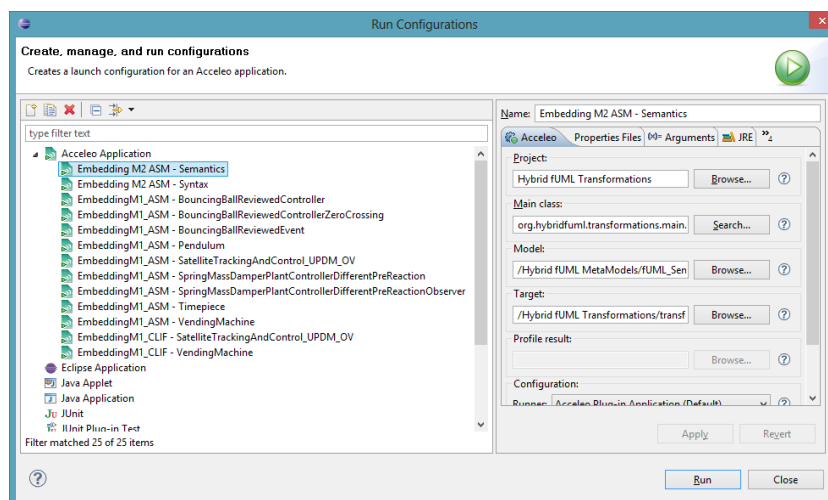 Run Configurations
Create, manage, and run configurations
Creates a launch configuration for an Acceleo application.
type filter text
Acceleo Application
Embedding M2 ASM - Semantics
Embedding M2 ASM - Syntax
EmbeddingM1_ASM - BouncingBallReviewedController
EmbeddingM1_ASM - BouncingBallReviewedControllerZeroCrossing
EmbeddingM1_ASM - BouncingBallReviewedEvent
EmbeddingM1_ASM - Pendulum
EmbeddingM1_ASM - SatelliteTrackingAndControl_UPDM_OV
EmbeddingM1_ASM - SpringMassDamperPlantControllerDifferentPreReaction
EmbeddingM1_ASM - SpringMassDamperPlantControllerDifferentPreReactionObserver
EmbeddingM1_ASM - Timepiece
EmbeddingM1_ASM - VendingMachine
EmbeddingM1_CLIF - SatelliteTrackingAndControl_UPDM_OV
EmbeddingM1_CLIF - VendingMachine
Eclipse Application
Java Applet
Java Application
Ju JUnit
JUnit Plug-in Test
Filter matched 25 of 25 items
Name: Embedding M2 ASM - Semantics
Acceleo Properties Files (x)= Arguments JRE »4
Project:
Hybrid fUML Transformations Browse...
Main class:
org.hybridfuml.transformations.main. Search...
Model:
/Hybrid fUML MetaModels/fUML_Sen Browse...
Target:
/Hybrid fUML Transformations/transf Browse...
Profile result:
Browse...
Configuration:
Runner: Acceleo Plug-in Application (Default)
Apply Revert
Run Close